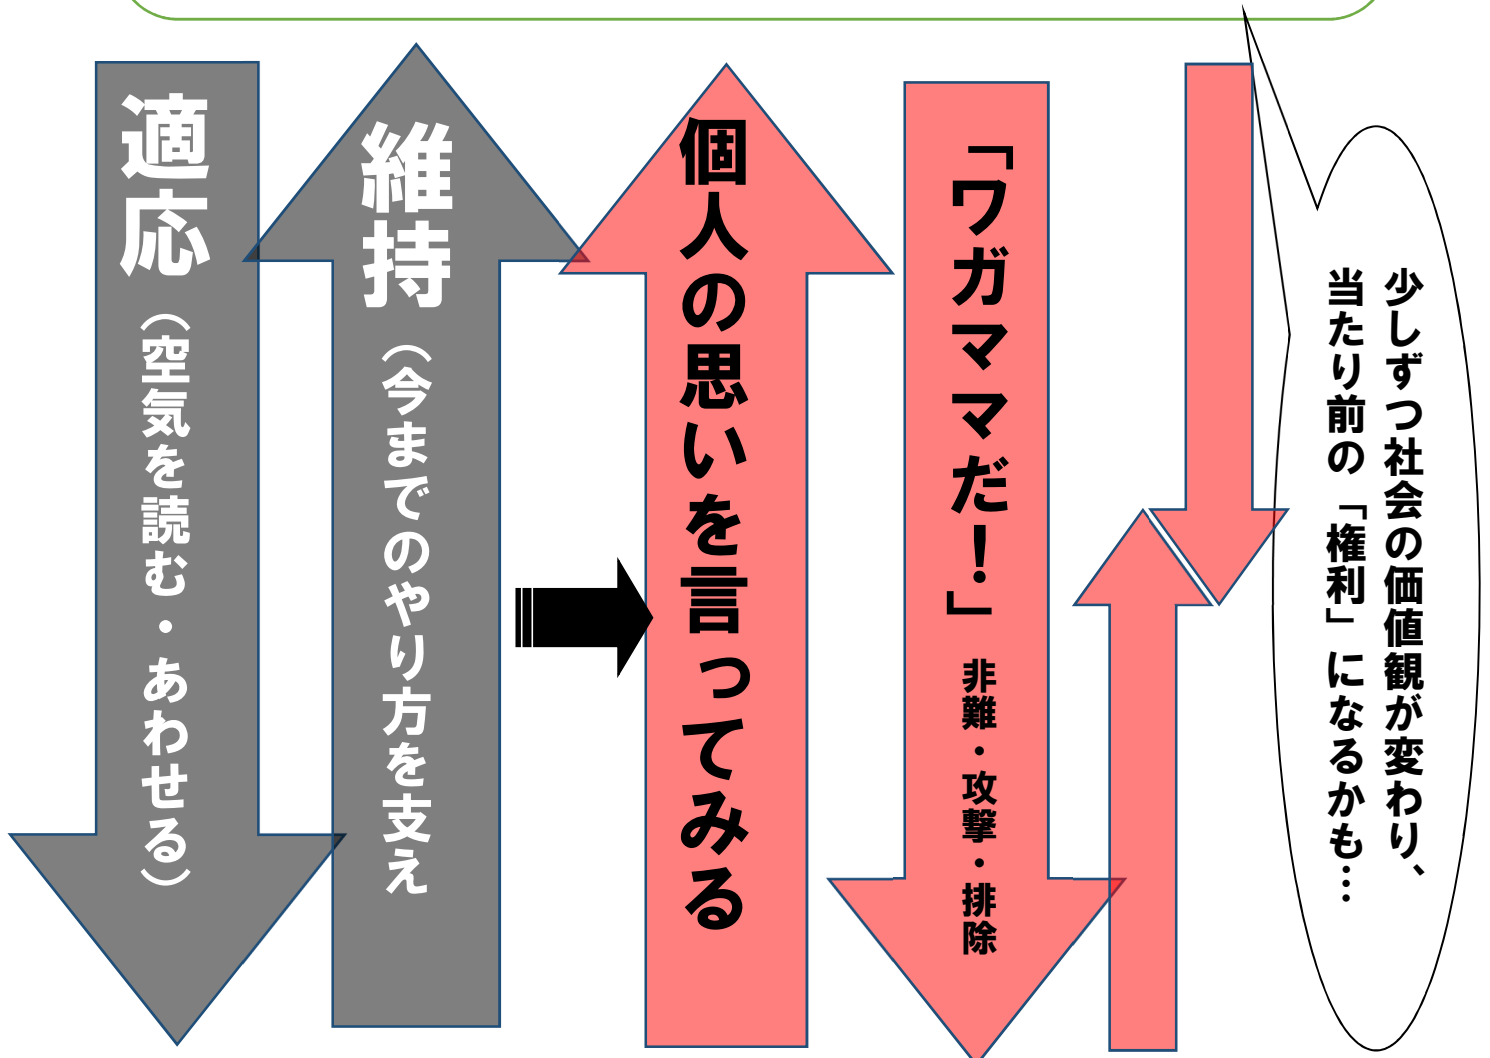 適応（空気を読む・あわせる）
維持（今までのやり方を支え
個人の思いを言ってみる
「ワガママだ！」非難・攻撃・排除
少しずつ社会の価値観が変わり、
当たり前の「権利」になるかも…